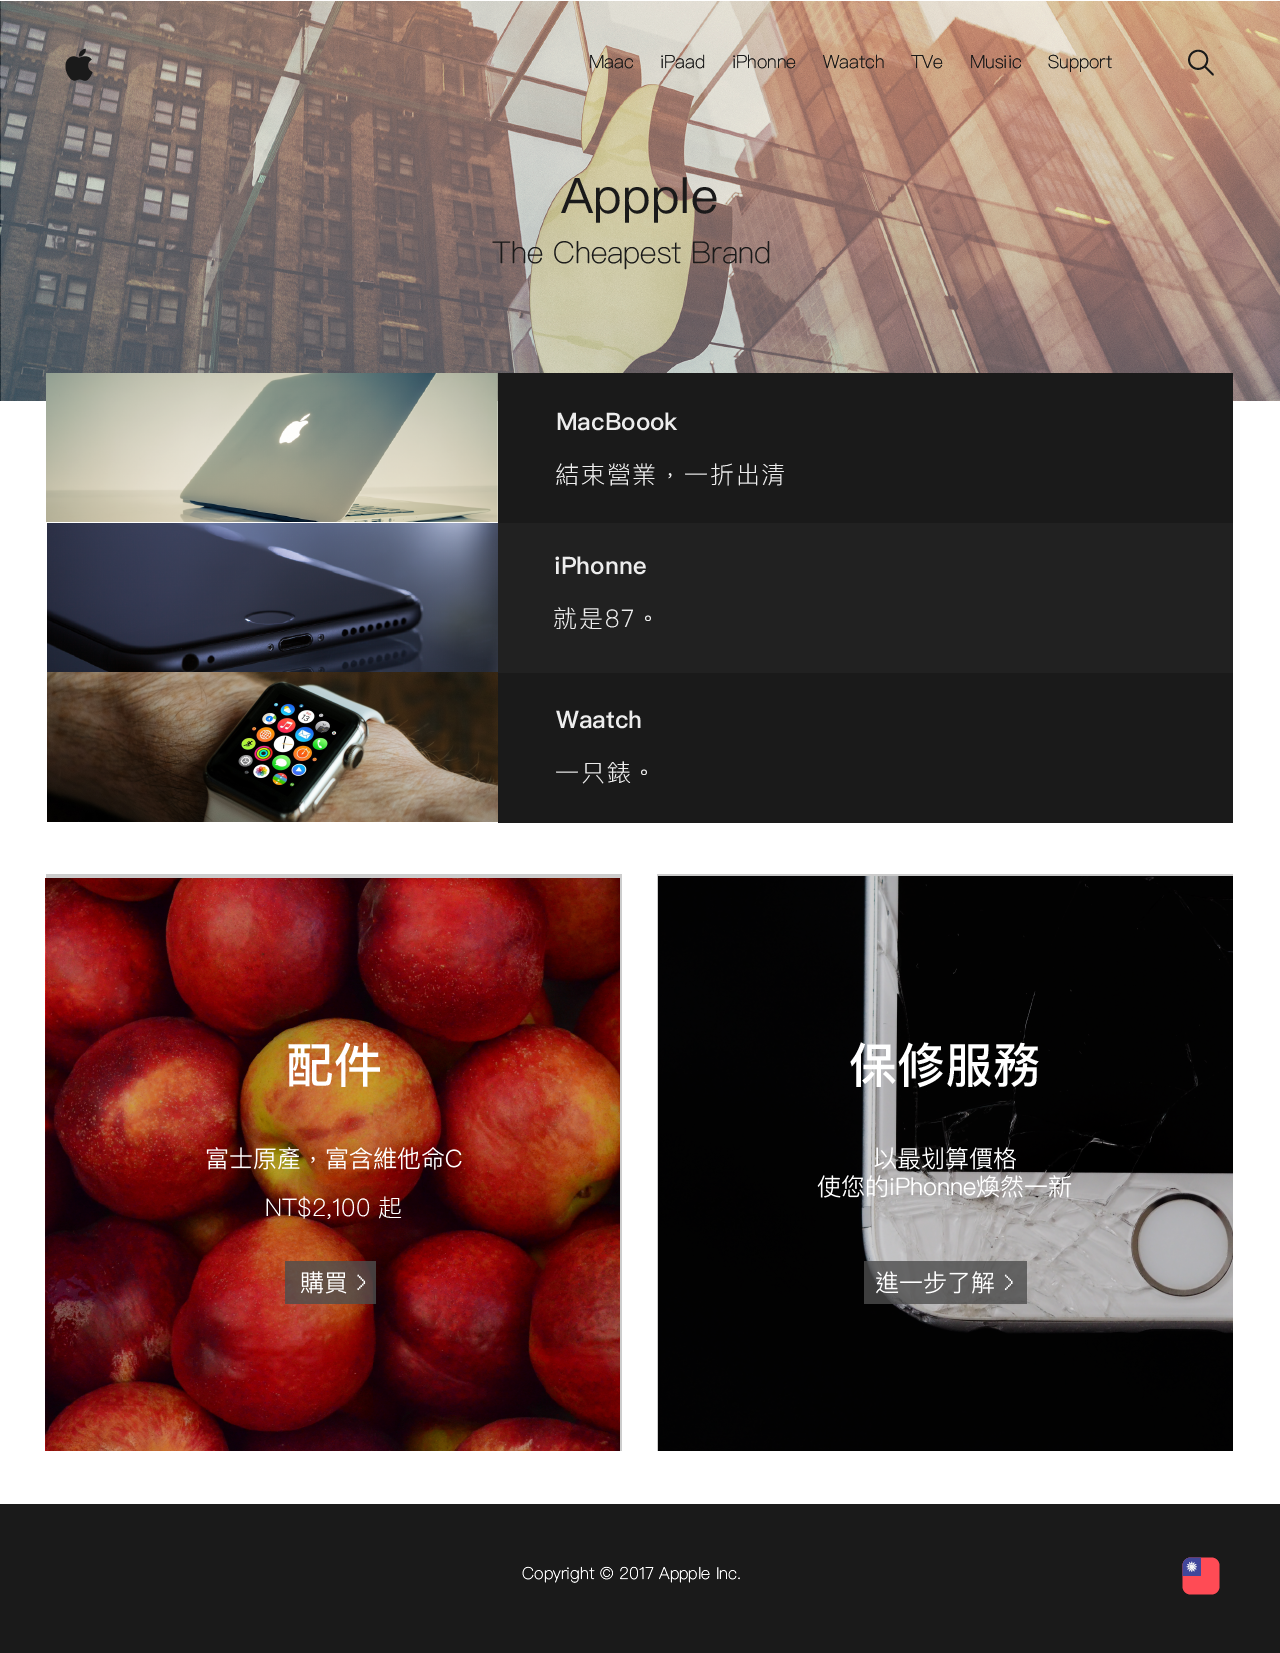 Maac iPaad iPhonne Waatch TVe Musiic Support
Appple
The Cheapest Brand
MacBoook
結束營業，一折出清
iPhonne
就是87。
Waatch
一只錶。
配件
富士原產，富含維他命C
NT$2,100 起
購買 >
保修服務
以最划算價格
使您的iPhonne煥然一新
進一步了解 >
Copyright © 2017 Appple Inc.